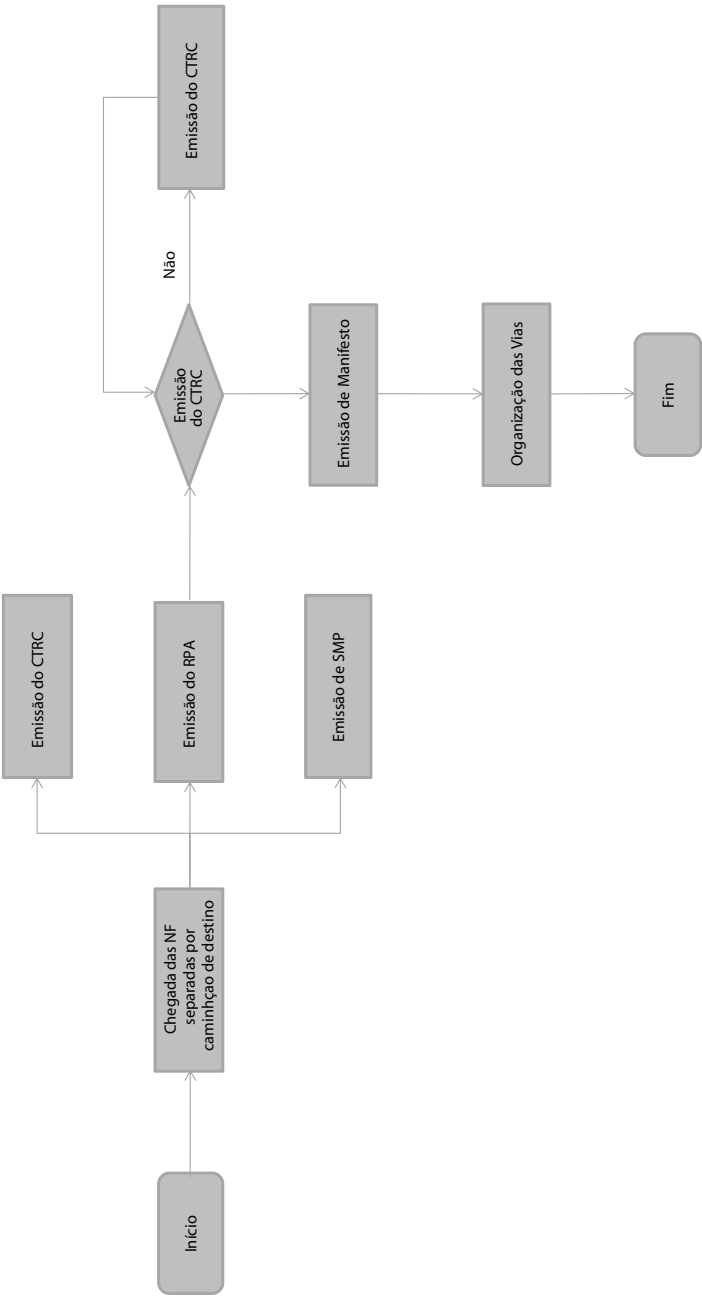 Início
Chegada das NF
separadas por
caminhçao de destino
Emissão do CTRC
Emissão do RPA
Emissão de SMP
Emissão
do CTRC
Não
Emissão do CTRC
Emissão de Manifesto
Organização das Vias
Fim